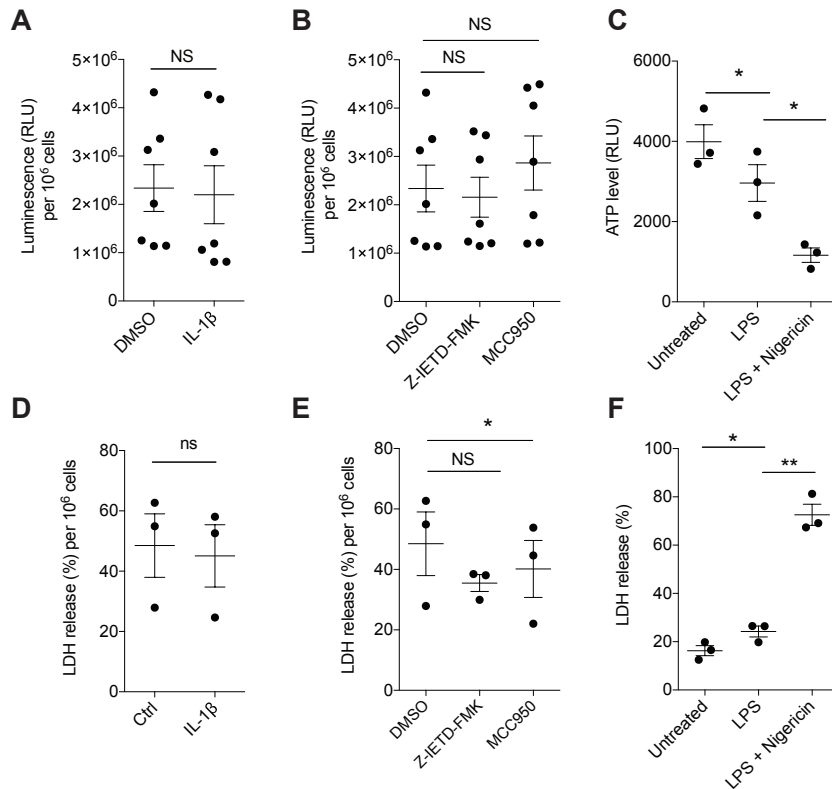 A
NS
5×10⁶
4×10⁶
3×10⁶
2×10⁶
1×10⁶
0
Luminescence (RLU)
per 10⁶ cells
DMSO
IL-1β
B
NS
NS
5×10⁶
4×10⁶
3×10⁶
2×10⁶
1×10⁶
0
Luminescence (RLU)
per 10⁶ cells
DMSO
Z-IETD-FMK
MCC950
C
*
*
6000
4000
2000
0
ATP level (RLU)
Untreated
LPS
LPS + Nigericin
D
ns
80
60
40
20
0
LDH release (%) per 10⁶ cells
Ctrl
IL-1β
E
*
NS
80
60
40
20
0
LDH release (%) per 10⁶ cells
DMSO
Z-IETD-FMK
MCC950
F
*
**
100
80
60
40
20
0
LDH release (%)
Untreated
LPS
LPS + Nigericin